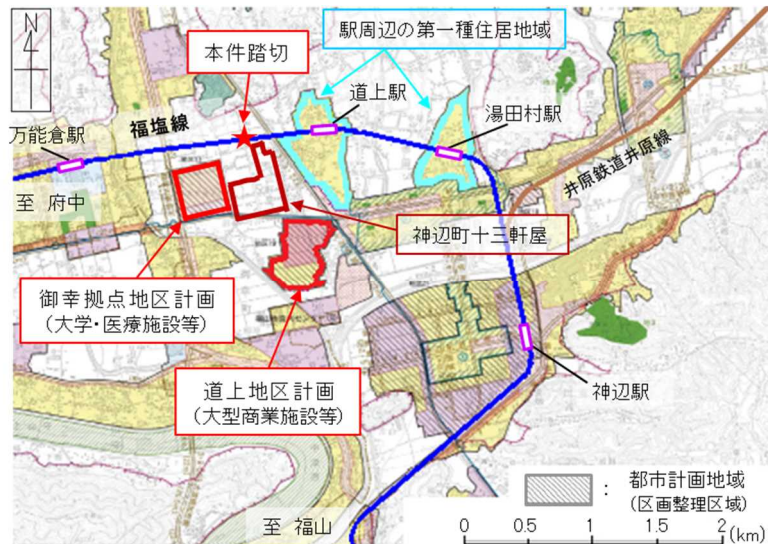 N
駅周辺の第一種住居地域
本件踏切
道上駅
湯田村駅
福塩線
万能倉駅
井原鉄道井原線
至 府中
神辺町十三軒屋
御幸拠点地区計画
(大学・医療施設等)
道上地区計画
(大型商業施設等)
神辺駅
: 都市計画地域
(区画整理区域)
至 福山
0 0.5 1 1.5 2 (km)